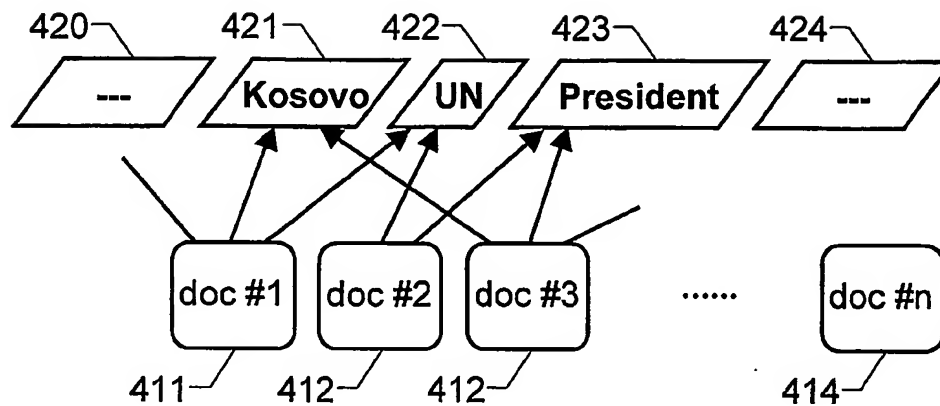 420 421 422 423 424
--- Kosovo UN President ---
doc #1 doc #2 doc #3 ...... doc #n
411 412 412 414